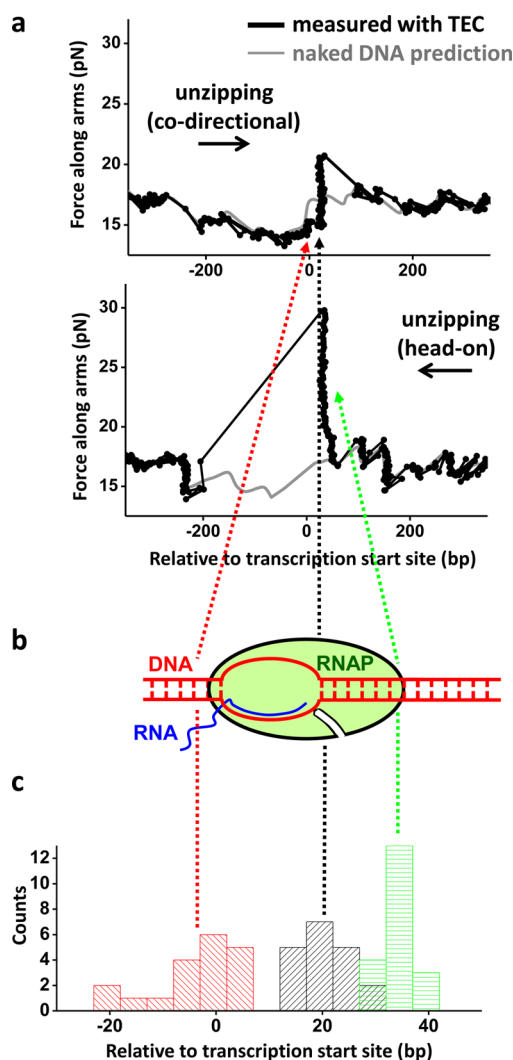 a
measured with TEC
naked DNA prediction
unzipping
(co-directional)
Force along arms (pN)
30
25
20
15
-200
0
200
unzipping
(head-on)
Force along arms (pN)
30
25
20
15
-200
0
200
Relative to transcription start site (bp)
b
DNA
RNAP
RNA
c
Counts
12
10
8
6
4
2
0
-20
0
20
40
Relative to transcription start site (bp)